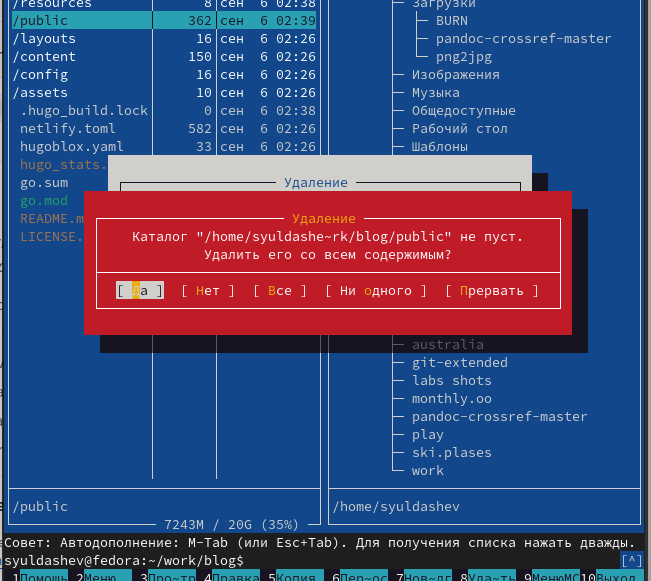 /resources 8 сен 6 02:38
/public 362 сен 6 02:39
/layouts 16 сен 6 02:26
/content 150 сен 6 02:26
/config 16 сен 6 02:26
/assets 10 сен 6 02:26
.hugo_build.lock 0 сен 6 02:38
netlify.toml 582 сен 6 02:26
hugoblox.yaml 33 сен 6 02:26
hugo_stats.
go.sum
go.mod
README.m
LICENSE.
Загрузки
BURN
pandoc-crossref-master
png2jpg
Изображения
Музыка
Общедоступные
Рабочий стол
Шаблоны
Удаление
Удаление
Каталог "/home/syuldashe~rk/blog/public" не пуст.
Удалить его со всем содержимым?
[ Да ] [ Нет ] [ Все ] [ Ни одного ] [ Прервать ]
australia
git-extended
labs shots
monthly.oo
pandoc-crossref-master
play
ski.plases
work
/public
7243M / 20G (35%)
/home/syuldashev
Совет: Автодополнение: M-Tab (или Esc+Tab). Для получения списка нажать дважды.
syuldashev@fedora:~/work/blog$ [^]
1Помощь 2Меню 3Про~тр 4Правка 5Копия 6Пер~ос 7Нов~лг 8Уда~ть 9МенюMC 10Выход